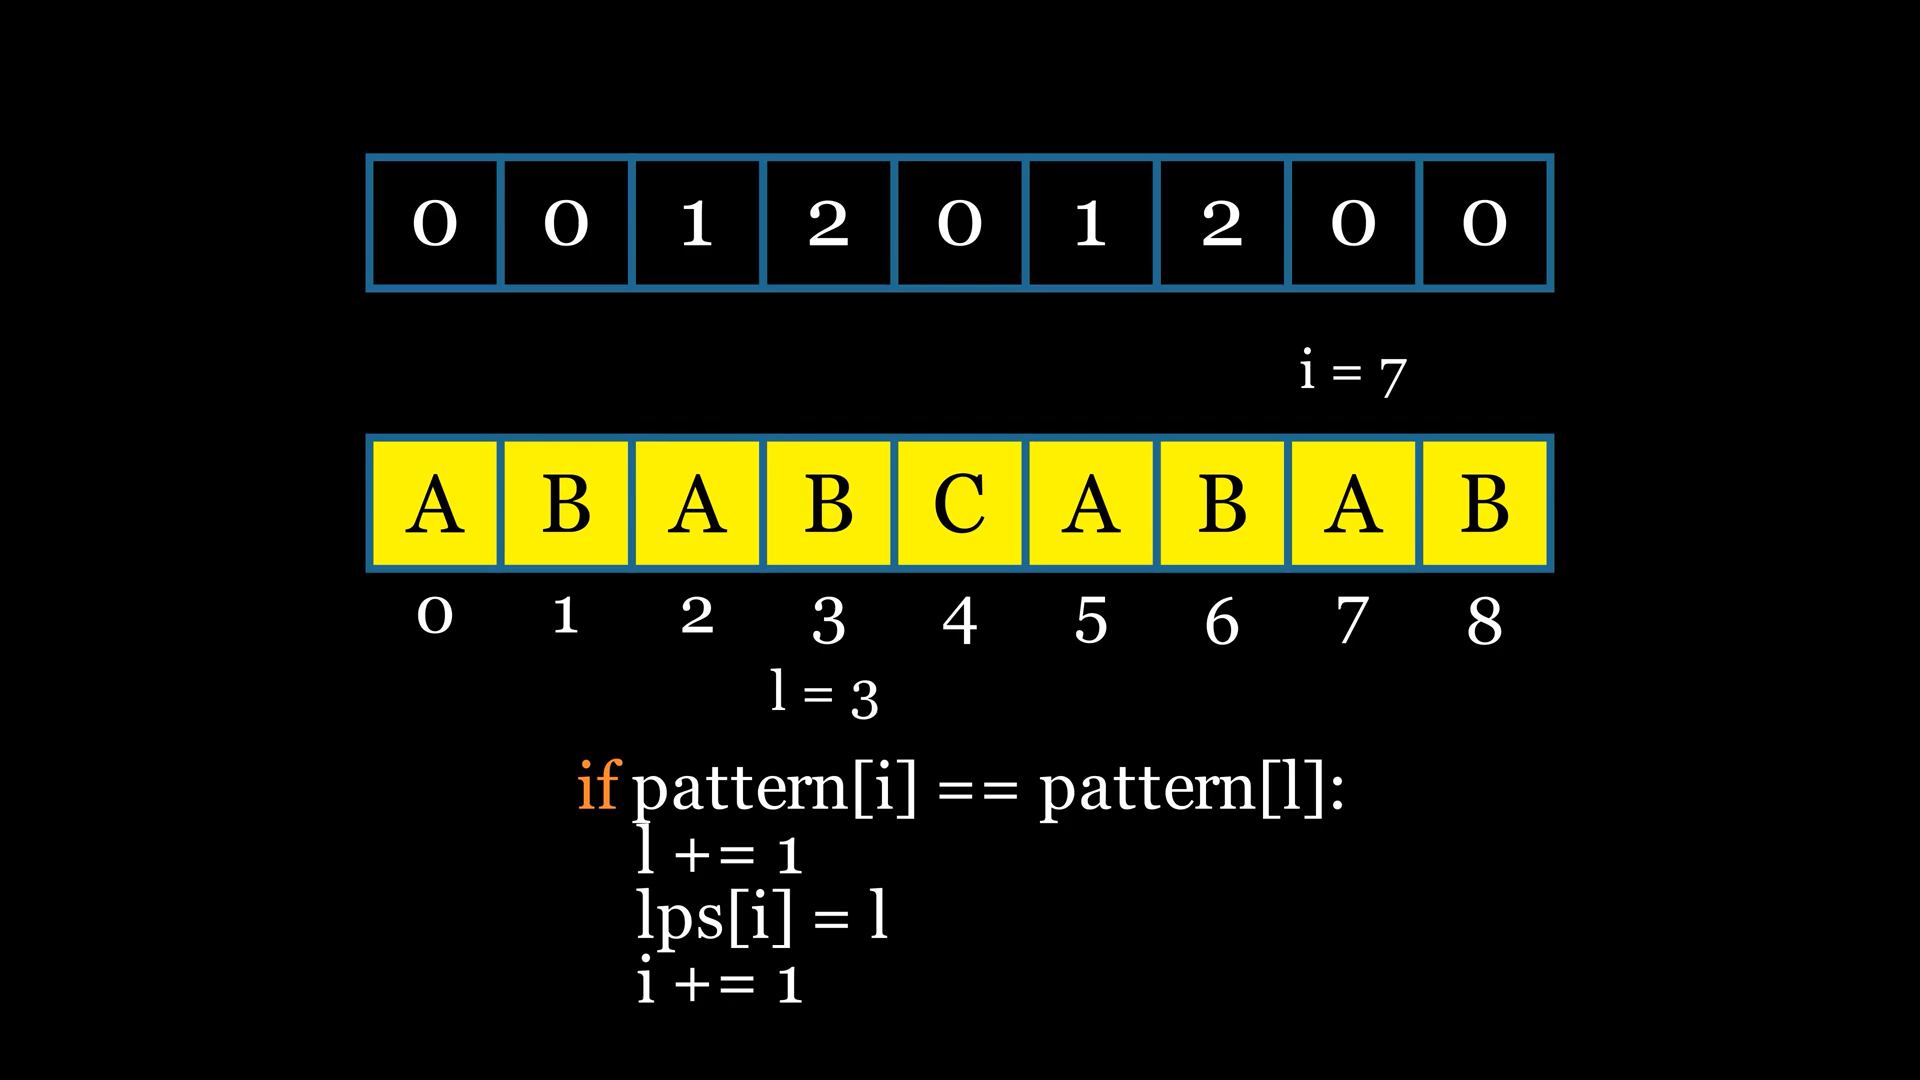 0 0 1 2 0 1 2 0 0
i = 7
A B A B C A B A B
0 1 2 3 4 5 6 7 8
l = 3
if pattern[i] == pattern[l]:
l += 1
lps[i] = l
i += 1